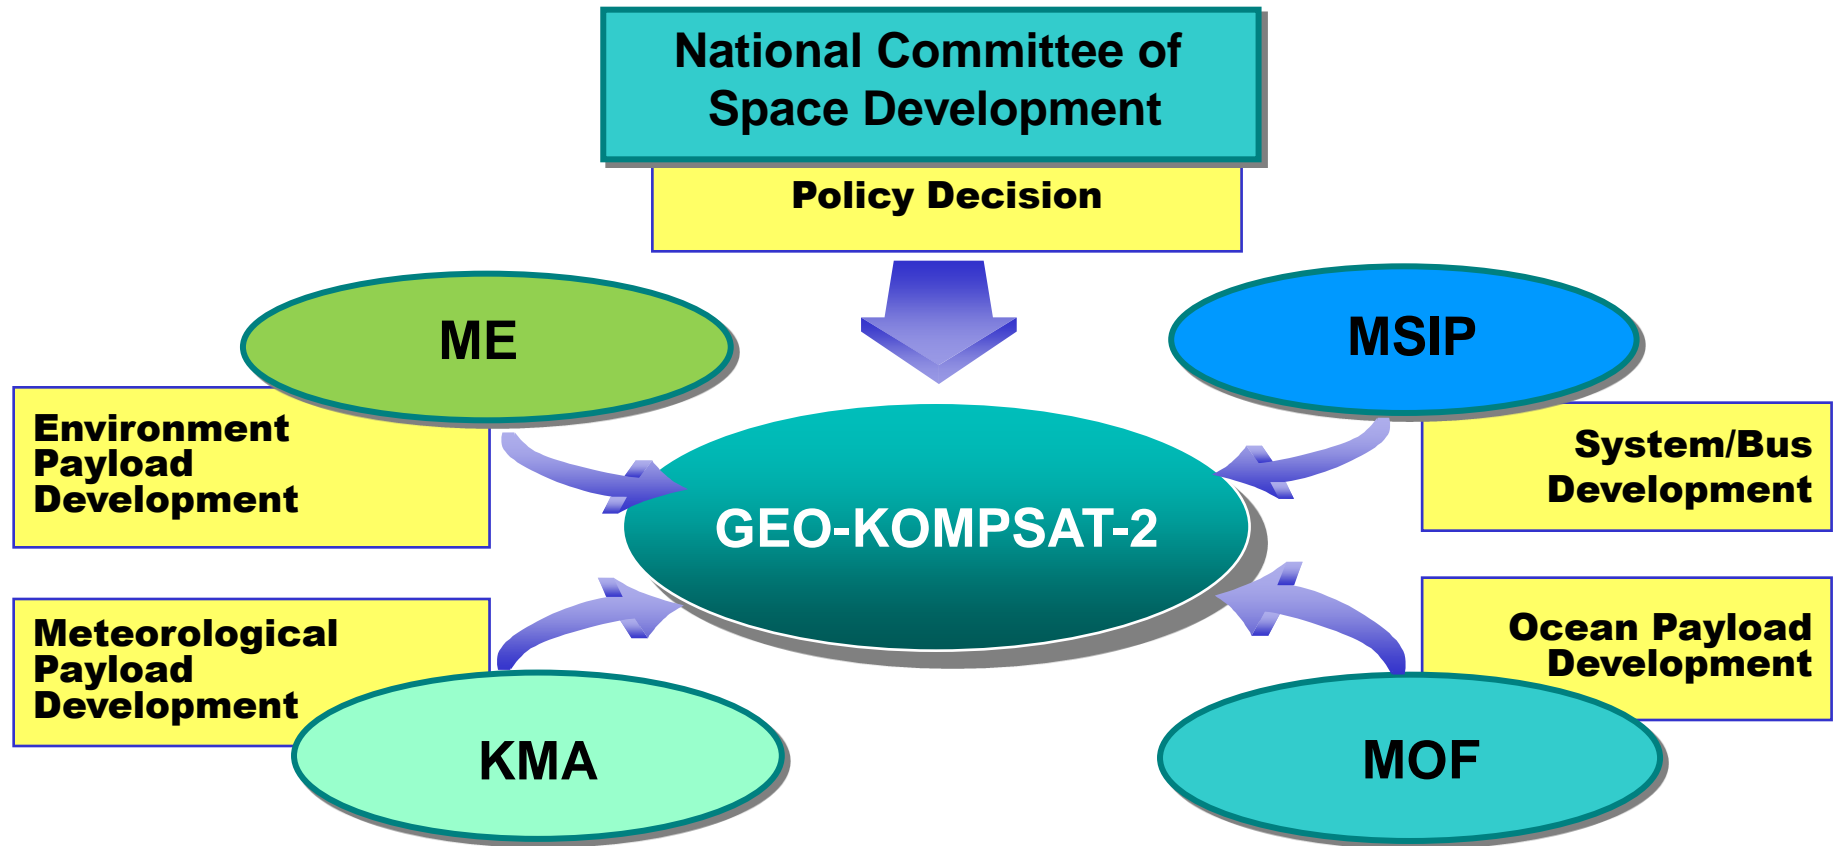 National Committee of
Space Development
Policy Decision
ME
MSIP
Environment
Payload
Development
System/Bus
Development
GEO-KOMPSAT-2
Meteorological
Payload
Development
Ocean Payload
Development
KMA
MOF